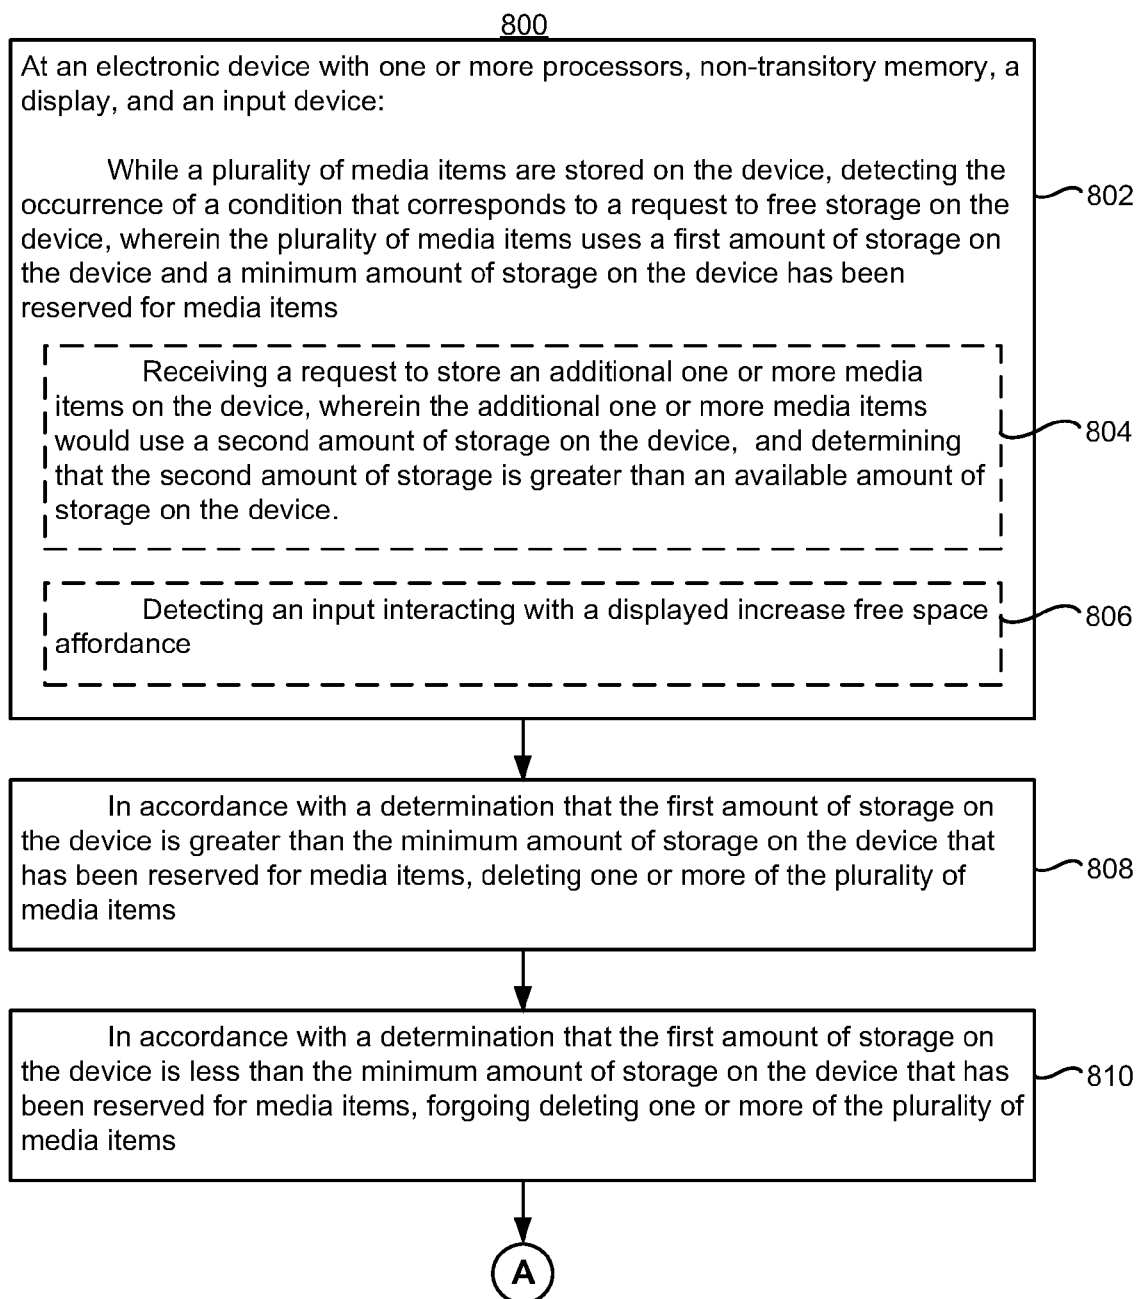 800
At an electronic device with one or more processors, non-transitory memory, a
display, and an input device:
While a plurality of media items are stored on the device, detecting the
occurrence of a condition that corresponds to a request to free storage on the
device, wherein the plurality of media items uses a first amount of storage on
the device and a minimum amount of storage on the device has been
reserved for media items
802
Receiving a request to store an additional one or more media
items on the device, wherein the additional one or more media items
would use a second amount of storage on the device, and determining
that the second amount of storage is greater than an available amount of
storage on the device.
804
Detecting an input interacting with a displayed increase free space
affordance
806
In accordance with a determination that the first amount of storage on
the device is greater than the minimum amount of storage on the device that
has been reserved for media items, deleting one or more of the plurality of
media items
808
In accordance with a determination that the first amount of storage on
the device is less than the minimum amount of storage on the device that has
been reserved for media items, forgoing deleting one or more of the plurality of
media items
810
A